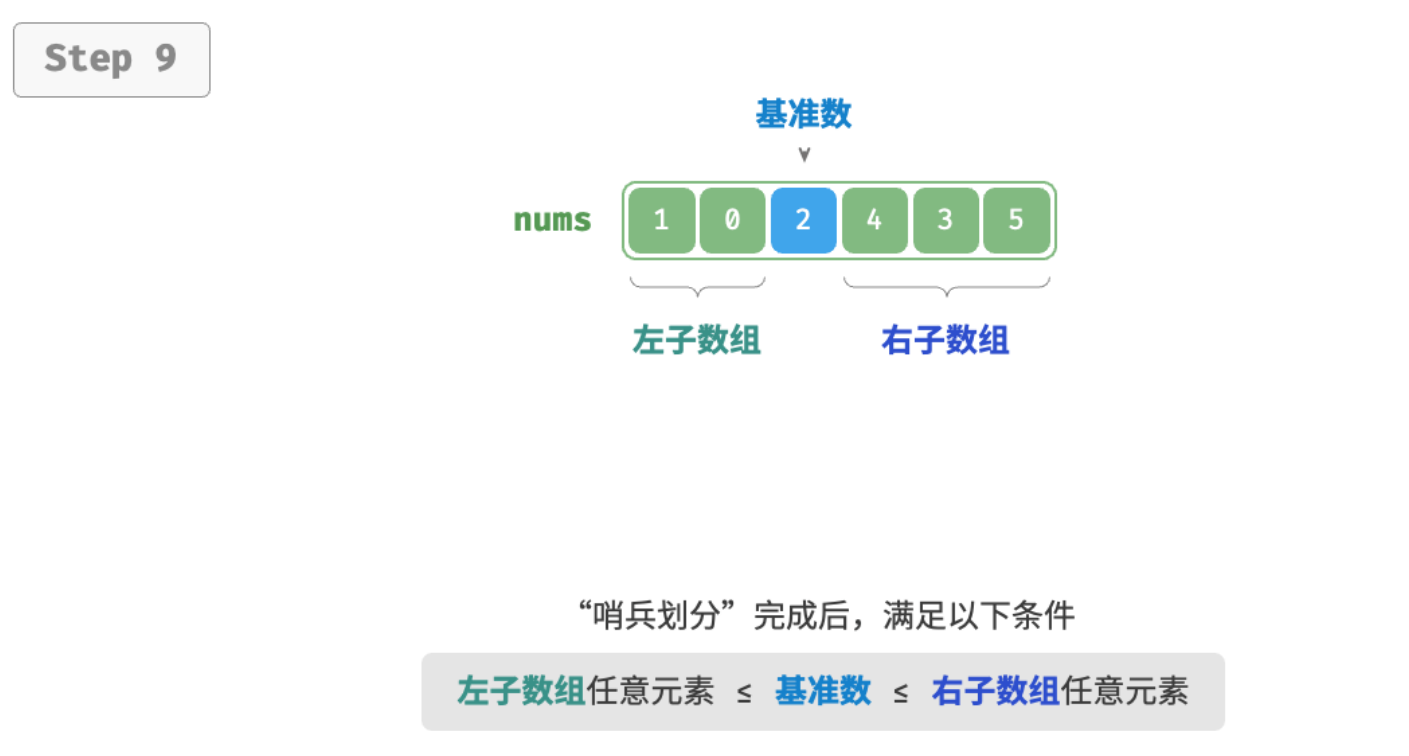 Step 9
基准数
nums 1 0 2 4 3 5
左子数组 右子数组
“哨兵划分”完成后，满足以下条件
左子数组任意元素 ≤ 基准数 ≤ 右子数组任意元素